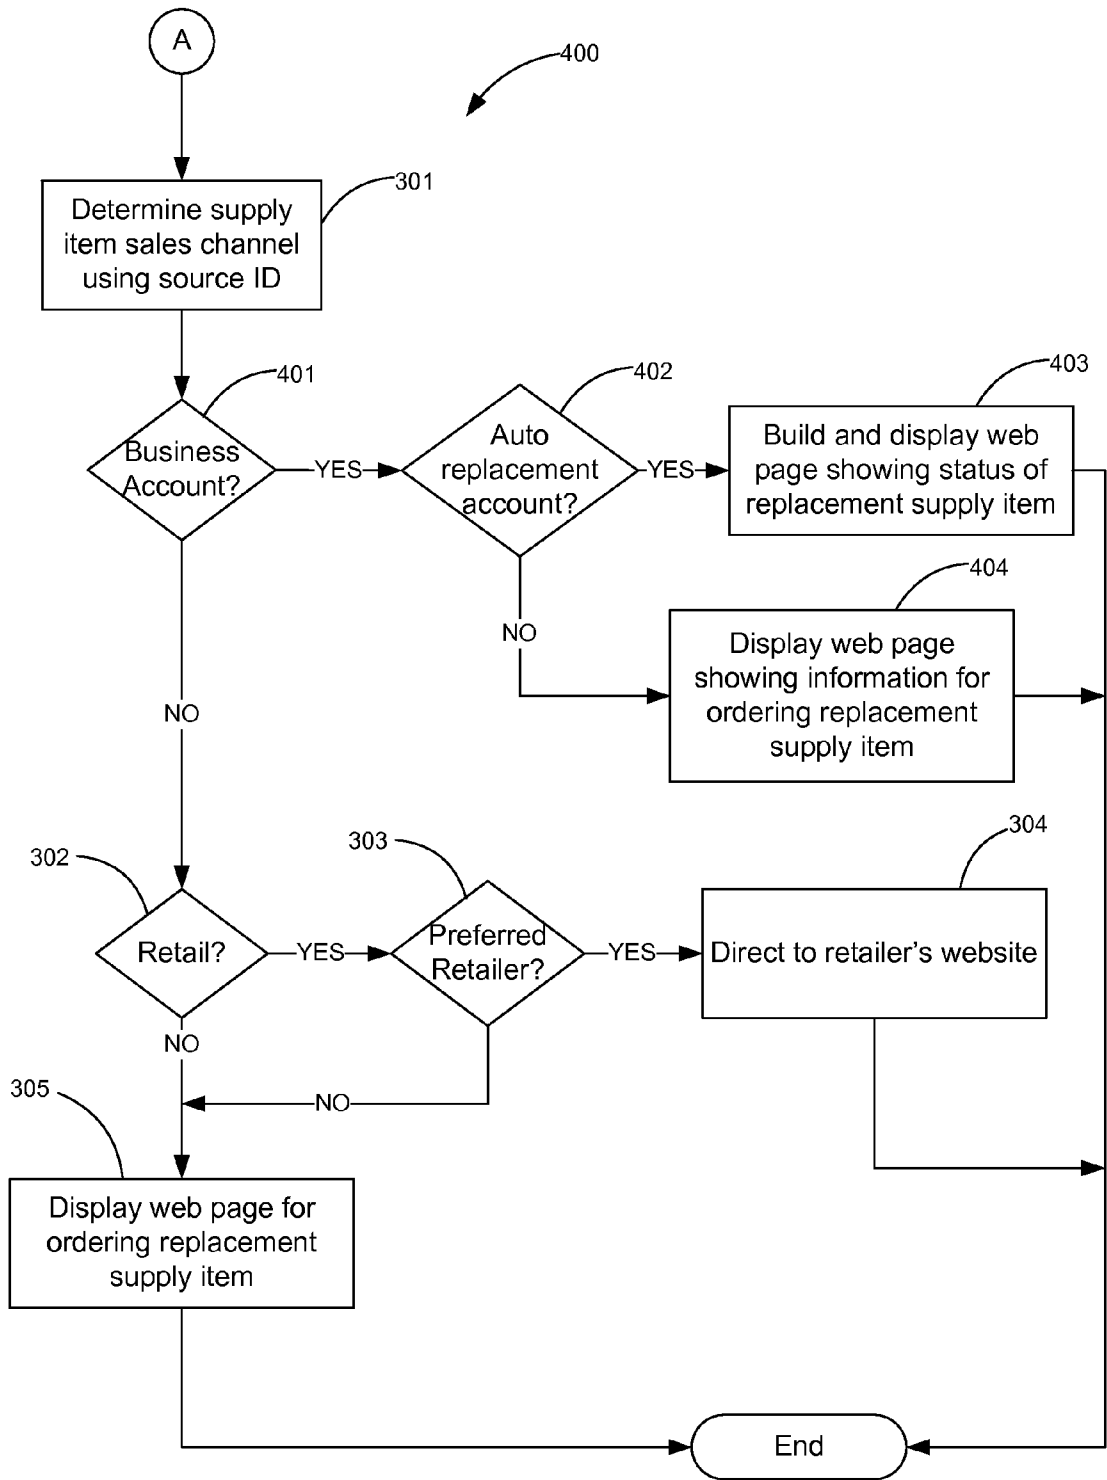 A
400
301
Determine supply
item sales channel
using source ID
401
402
403
Business
Account?
YES
Auto
replacement
account?
YES
Build and display web
page showing status of
replacement supply item
404
NO
Display web page
showing information for
ordering replacement
supply item
NO
302
303
304
Retail?
YES
Preferred
Retailer?
YES
Direct to retailer's website
NO
305
NO
Display web page for
ordering replacement
supply item
End